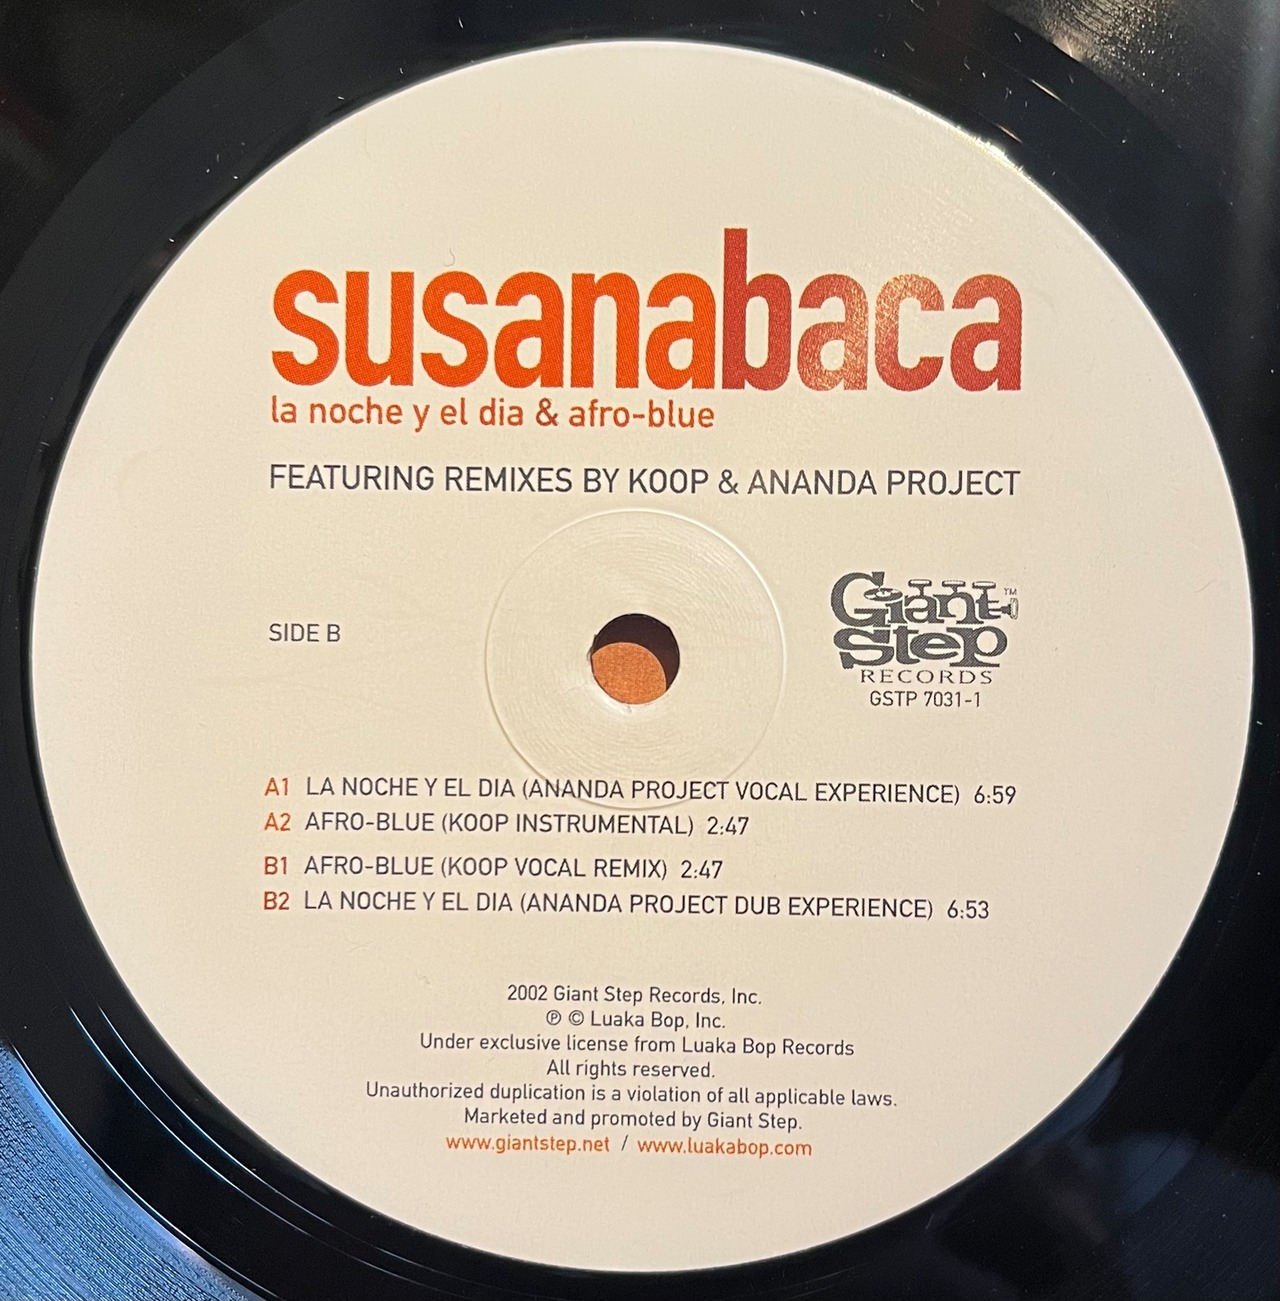 susanabaca
la noche y el dia & afro-blue
FEATURING REMIXES BY KOOP & ANANDA PROJECT
SIDE B
Giant™
Step
RECORDS
GSTP 7031-1
A1 LA NOCHE Y EL DIA (ANANDA PROJECT VOCAL EXPERIENCE) 6:59
A2 AFRO-BLUE (KOOP INSTRUMENTAL) 2:47
B1 AFRO-BLUE (KOOP VOCAL REMIX) 2:47
B2 LA NOCHE Y EL DIA (ANANDA PROJECT DUB EXPERIENCE) 6:53
2002 Giant Step Records, Inc.
℗ © Luaka Bop, Inc.
Under exclusive license from Luaka Bop Records
All rights reserved.
Unauthorized duplication is a violation of all applicable laws.
Marketed and promoted by Giant Step.
www.giantstep.net / www.luakabop.com